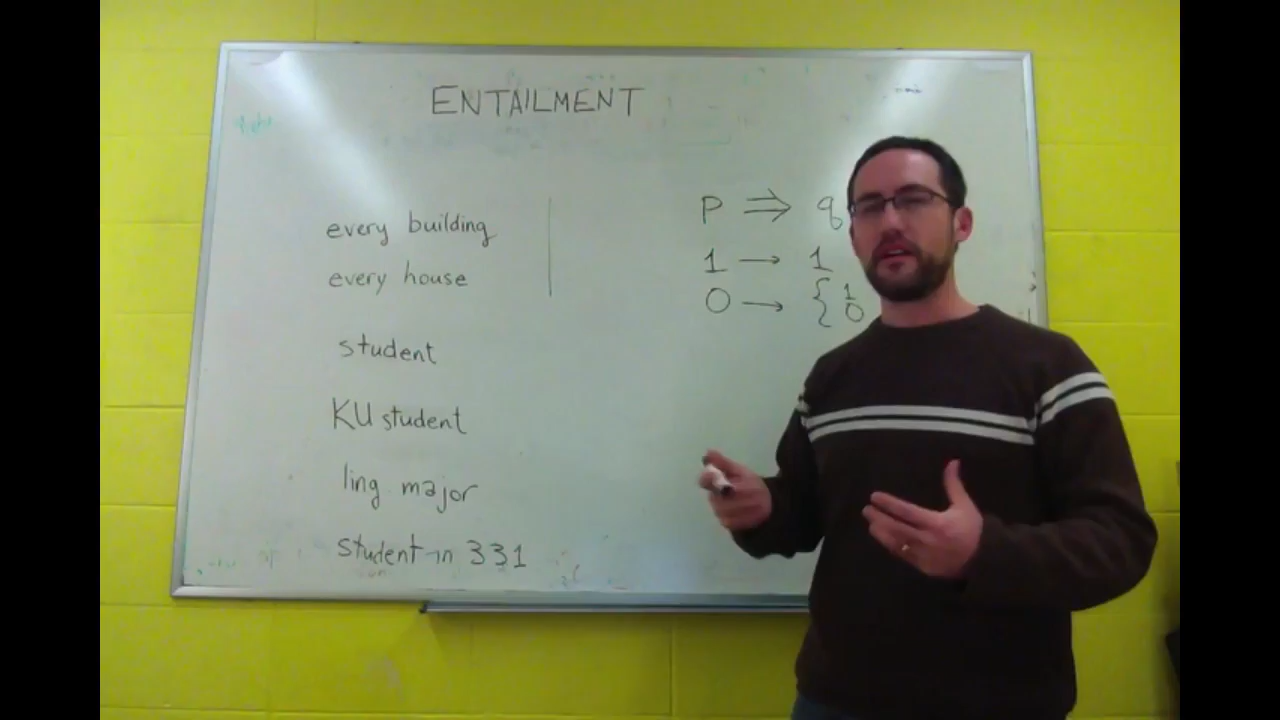 ENTAILMENT
every building
every house
student
KU student
ling major
student in 331
p ⇒ q
1 → 1
0 → { 1
0